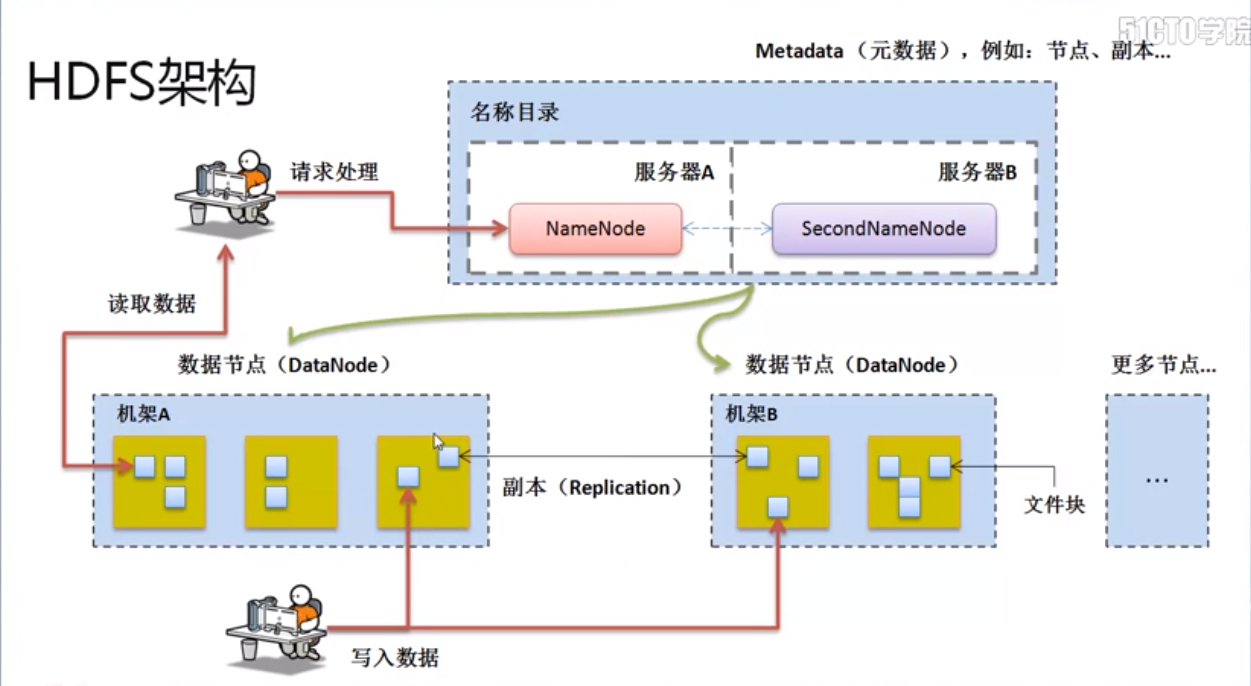 51CTO学院
Metadata（元数据），例如：节点、副本...
HDFS架构
名称目录
请求处理
服务器A
服务器B
NameNode
SecondNameNode
读取数据
数据节点（DataNode）
数据节点（DataNode）
更多节点...
机架A
机架B
副本（Replication）
文件块
...
写入数据